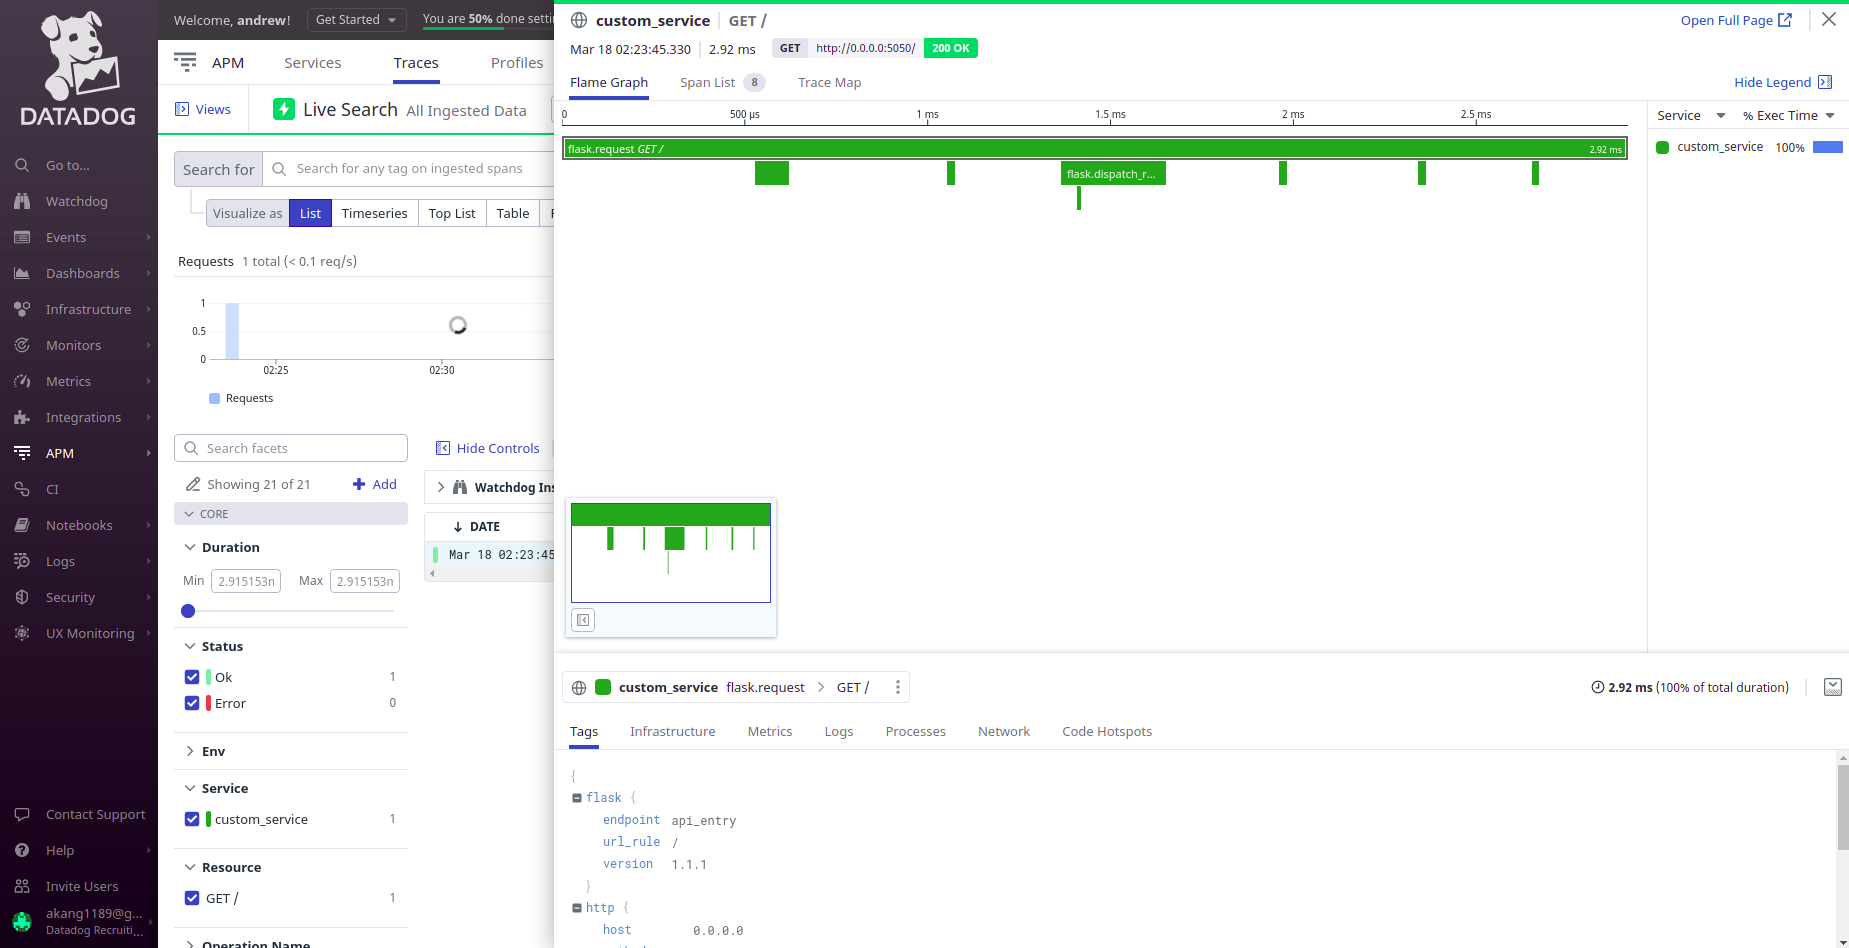 DATADOG
Go to...
Watchdog
Events
Dashboards
Infrastructure
Monitors
Metrics
Integrations
APM
CI
Notebooks
Logs
Security
UX Monitoring
Contact Support
Help
Invite Users
akang1189@g...
Datadog Recruiti...
Welcome, andrew!
Get Started
You are 50% done setti
APM
Services
Traces
Profiles
Views
Live Search All Ingested Data
Search for
Search for any tag on ingested spans
Visualize as
List
Timeseries
Top List
Table
Requests 1 total (< 0.1 req/s)
1
0.5
0
02:25
02:30
Requests
Search facets
Showing 21 of 21
Add
CORE
Duration
Min 2.915153n Max 2.915153n
Status
Ok 1
Error 0
Env
Service
custom_service 1
Resource
GET / 1
Operation Name
Hide Controls
Watchdog Ins
DATE
Mar 18 02:23:45
custom_service GET /
Open Full Page
Mar 18 02:23:45.330 2.92 ms GET http://0.0.0.0:5050/ 200 OK
Flame Graph
Span List 8
Trace Map
Hide Legend
0 500 µs 1 ms 1.5 ms 2 ms 2.5 ms
flask.request GET / 2.92 ms
flask.dispatch_r...
Service % Exec Time
custom_service 100%
custom_service flask.request GET /
2.92 ms (100% of total duration)
Tags
Infrastructure
Metrics
Logs
Processes
Network
Code Hotspots
{
flask {
endpoint api_entry
url_rule /
version 1.1.1
}
http {
host 0.0.0.0